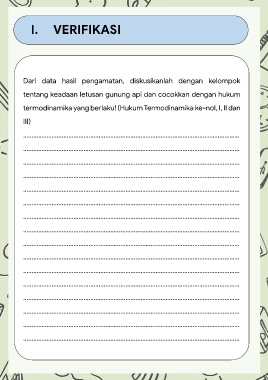 I. VERIFIKASI
Dari data hasil pengamatan, diskusikanlah dengan kelompok
tentang keadaan letusan gunung api dan cocokkan dengan hukum
termodinamika yang berlaku! (Hukum Termodinamika ke-nol, I, II dan
III)